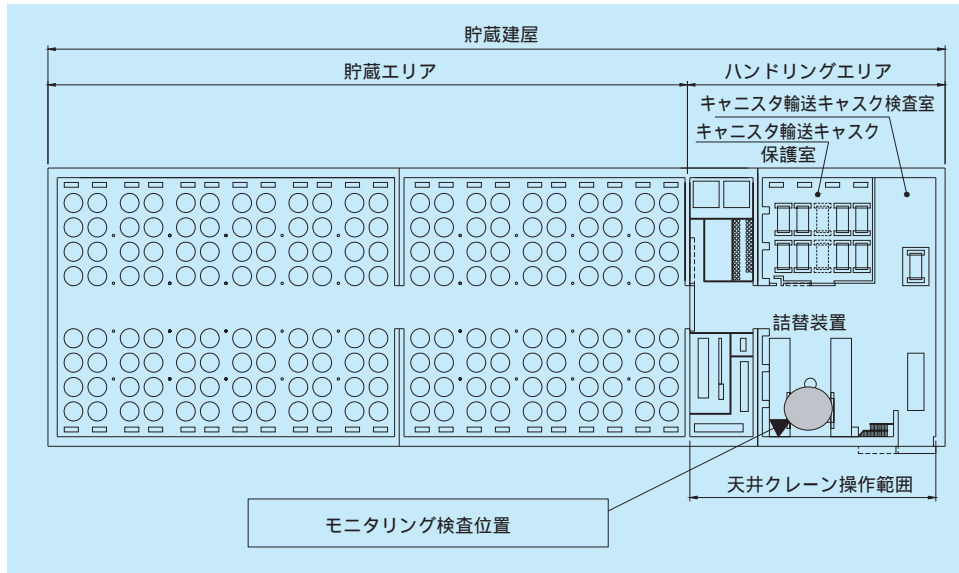 貯蔵建屋
貯蔵エリア
ハンドリングエリア
キャニスタ輸送キャスク検査室
キャニスタ輸送キャスク
保護室
詰替装置
天井クレーン操作範囲
モニタリング検査位置